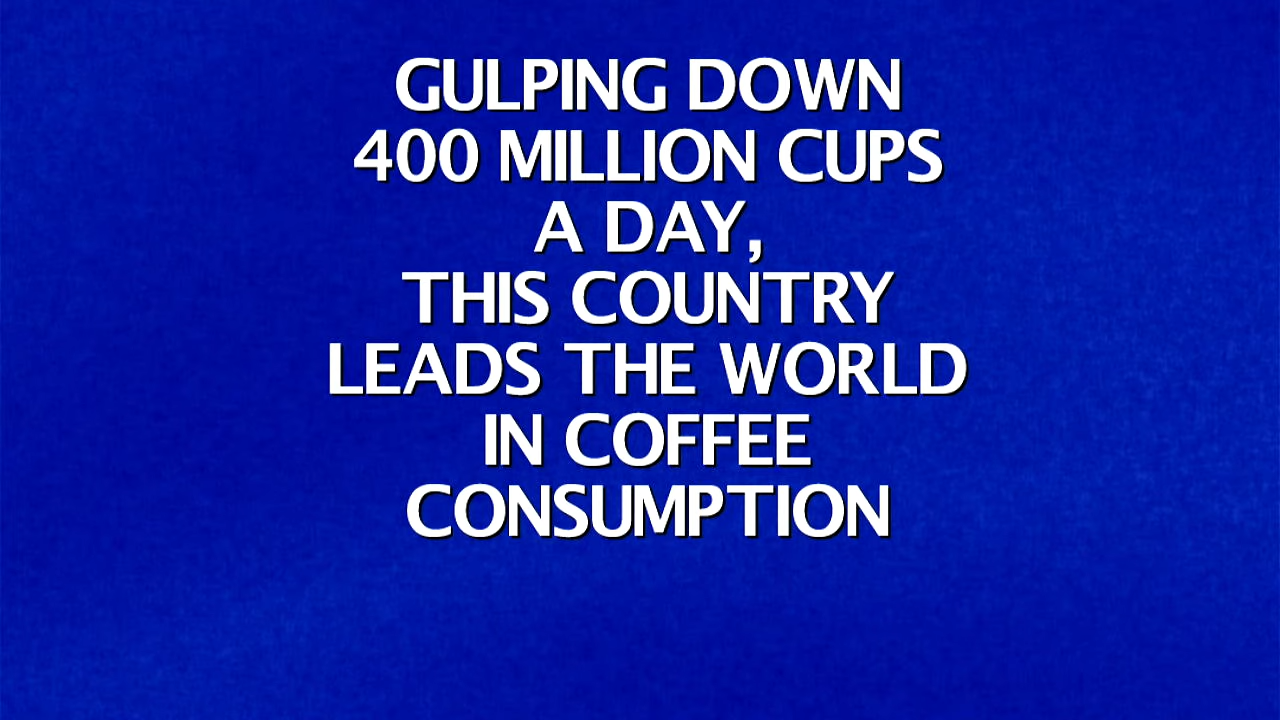 GULPING DOWN
400 MILLION CUPS
A DAY,
THIS COUNTRY
LEADS THE WORLD
IN COFFEE
CONSUMPTION